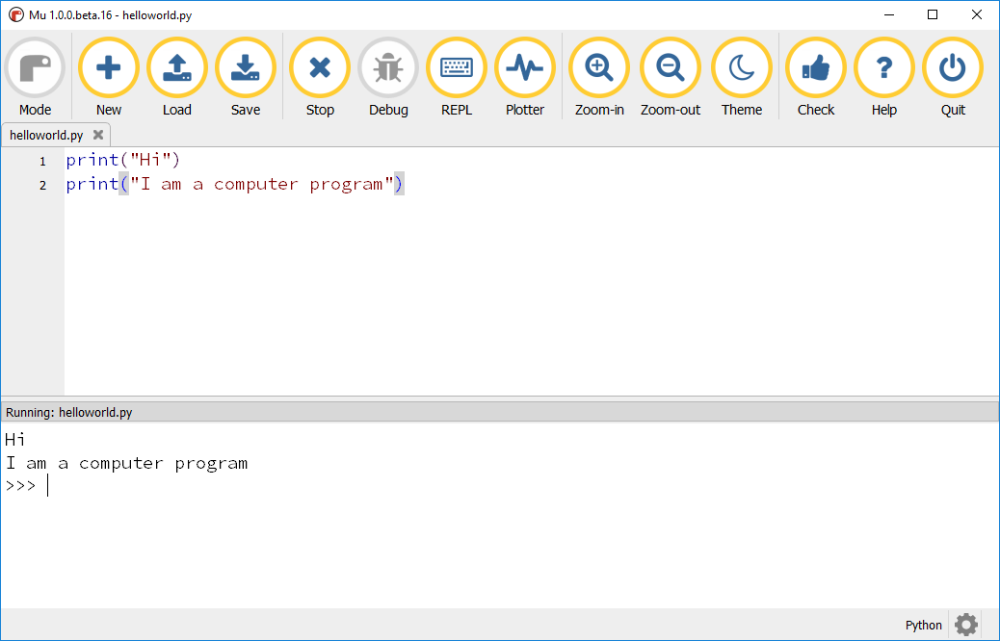 Mu 1.0.0.beta.16 - helloworld.py
Mode New Load Save Stop Debug REPL Plotter Zoom-in Zoom-out Theme Check Help Quit
helloworld.py
1 print("Hi")
2 print("I am a computer program")
Running: helloworld.py
Hi
I am a computer program
>>>
Python